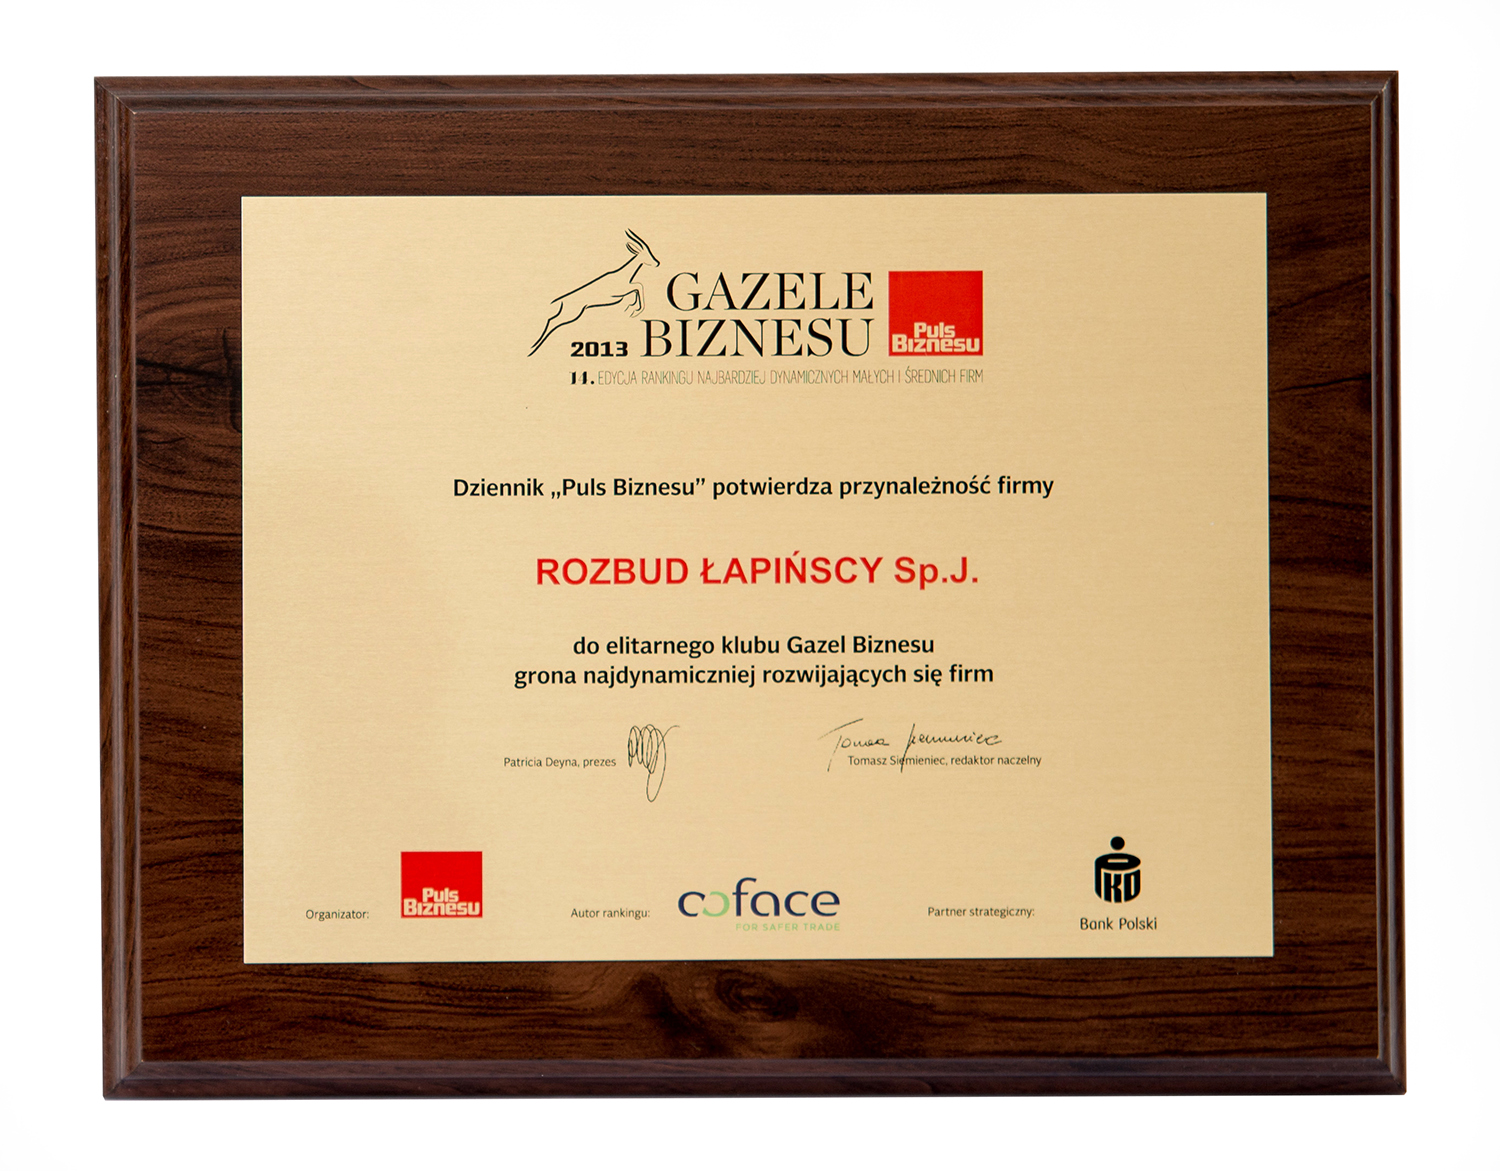 GAZELE
2013 BIZNESU
Puls
Biznesu
14. EDYCJA RANKINGU NAJBARDZIEJ DYNAMICZNYCH MAŁYCH I ŚREDNICH FIRM
Dziennik „Puls Biznesu” potwierdza przynależność firmy
ROZBUD ŁAPIŃSCY Sp.J.
do elitarnego klubu Gazel Biznesu
grona najdynamiczniej rozwijających się firm
Patricia Deyna, prezes
Tomasz Siemieniec, redaktor naczelny
Organizator:
Puls
Biznesu
Autor rankingu:
coface
FOR SAFER TRADE
Partner strategiczny:
PKO
Bank Polski